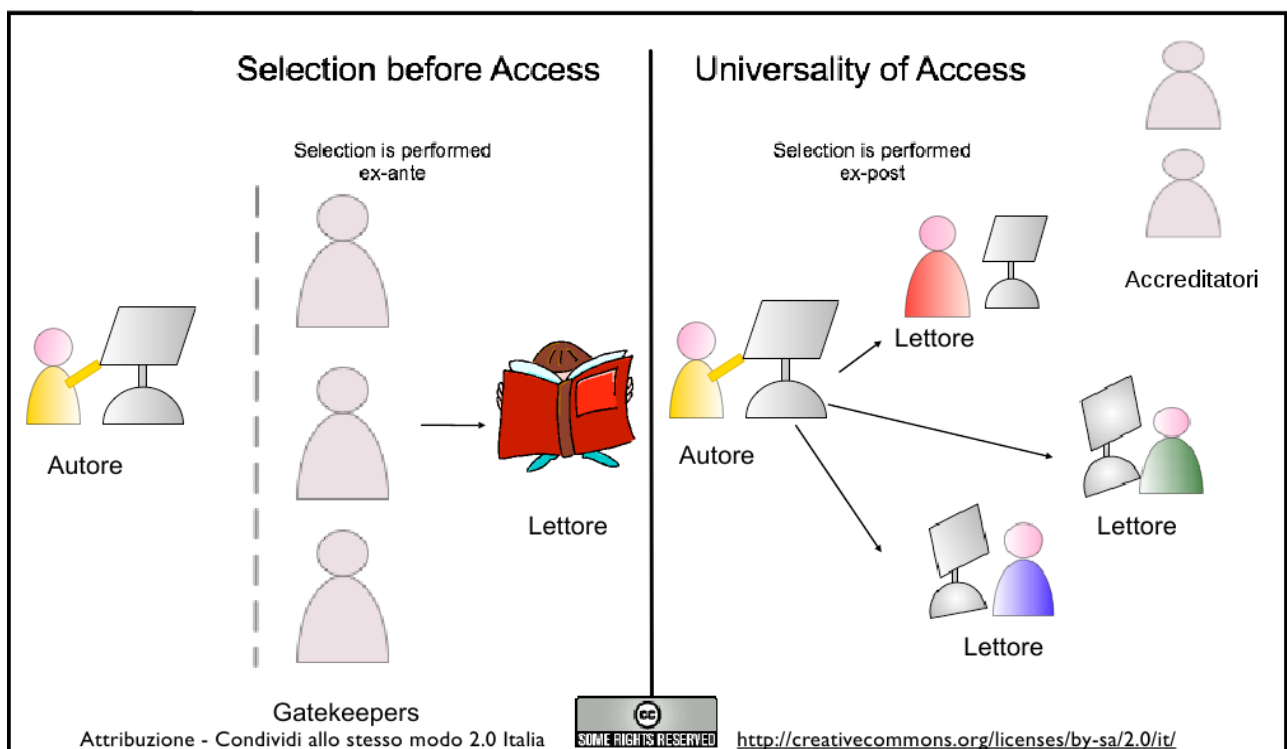 Selection before Access
Selection is performed
ex-ante
Autore
Lettore
Gatekeepers
Universality of Access
Selection is performed
ex-post
Accreditatori
Lettore
Autore
Lettore
Lettore
Attribuzione - Condividi allo stesso modo 2.0 Italia
cc
SOME RIGHTS RESERVED
http://creativecommons.org/licenses/by-sa/2.0/it/